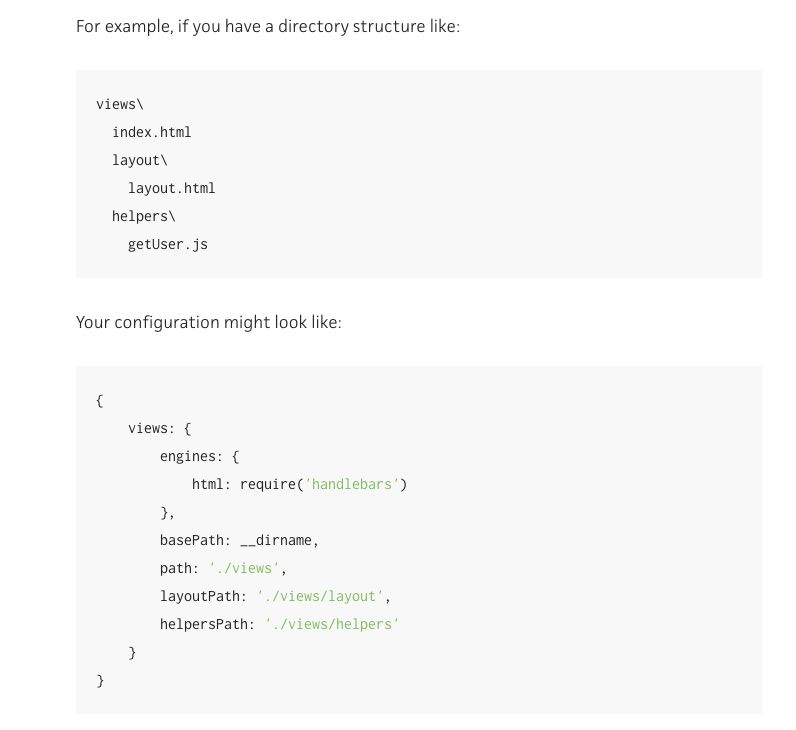 For example, if you have a directory structure like:
views\
  index.html
  layout\
    layout.html
  helpers\
    getUser.js
Your configuration might look like:
{
    views: {
        engines: {
            html: require('handlebars')
        },
        basePath: __dirname,
        path: './views',
        layoutPath: './views/layout',
        helpersPath: './views/helpers'
    }
}